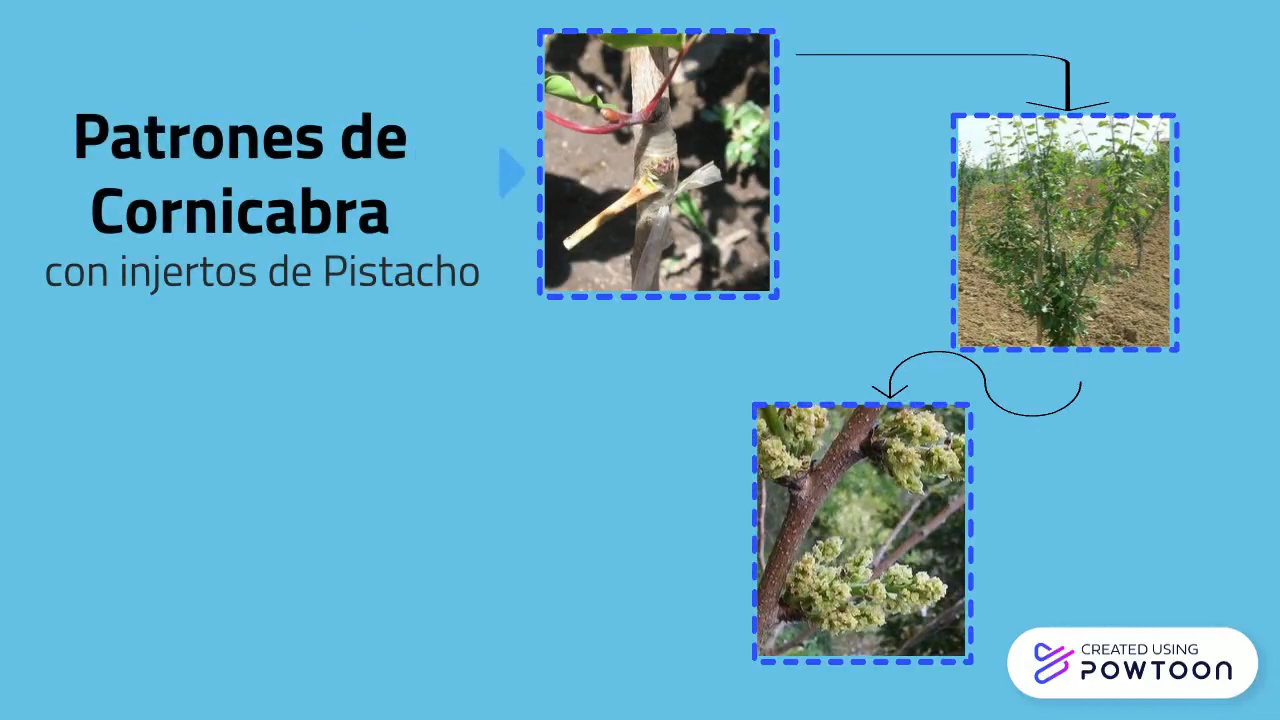 Patrones de
Cornicabra
con injertos de Pistacho
CREATED USING
POWTOON